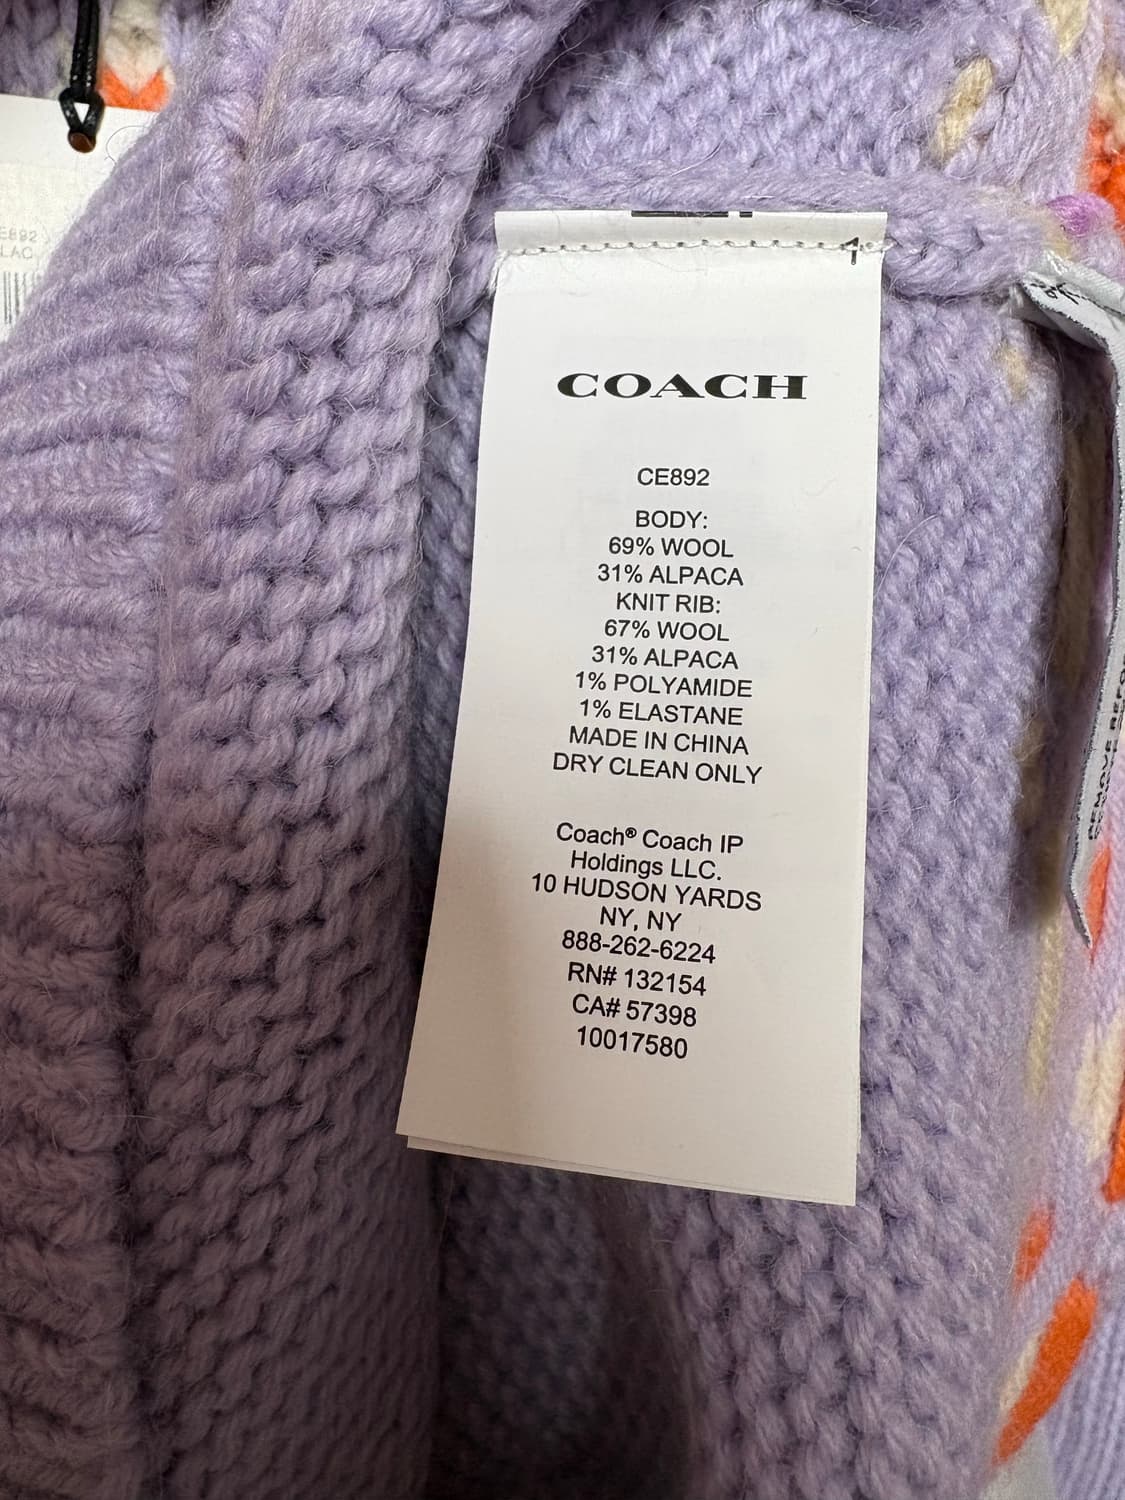 CE892
COACH
CE892
BODY:
69% WOOL
31% ALPACA
KNIT RIB:
67% WOOL
31% ALPACA
1% POLYAMIDE
1% ELASTANE
MADE IN CHINA
DRY CLEAN ONLY
Coach® Coach IP
Holdings LLC.
10 HUDSON YARDS
NY, NY
888-262-6224
RN# 132154
CA# 57398
10017580
REMOVE